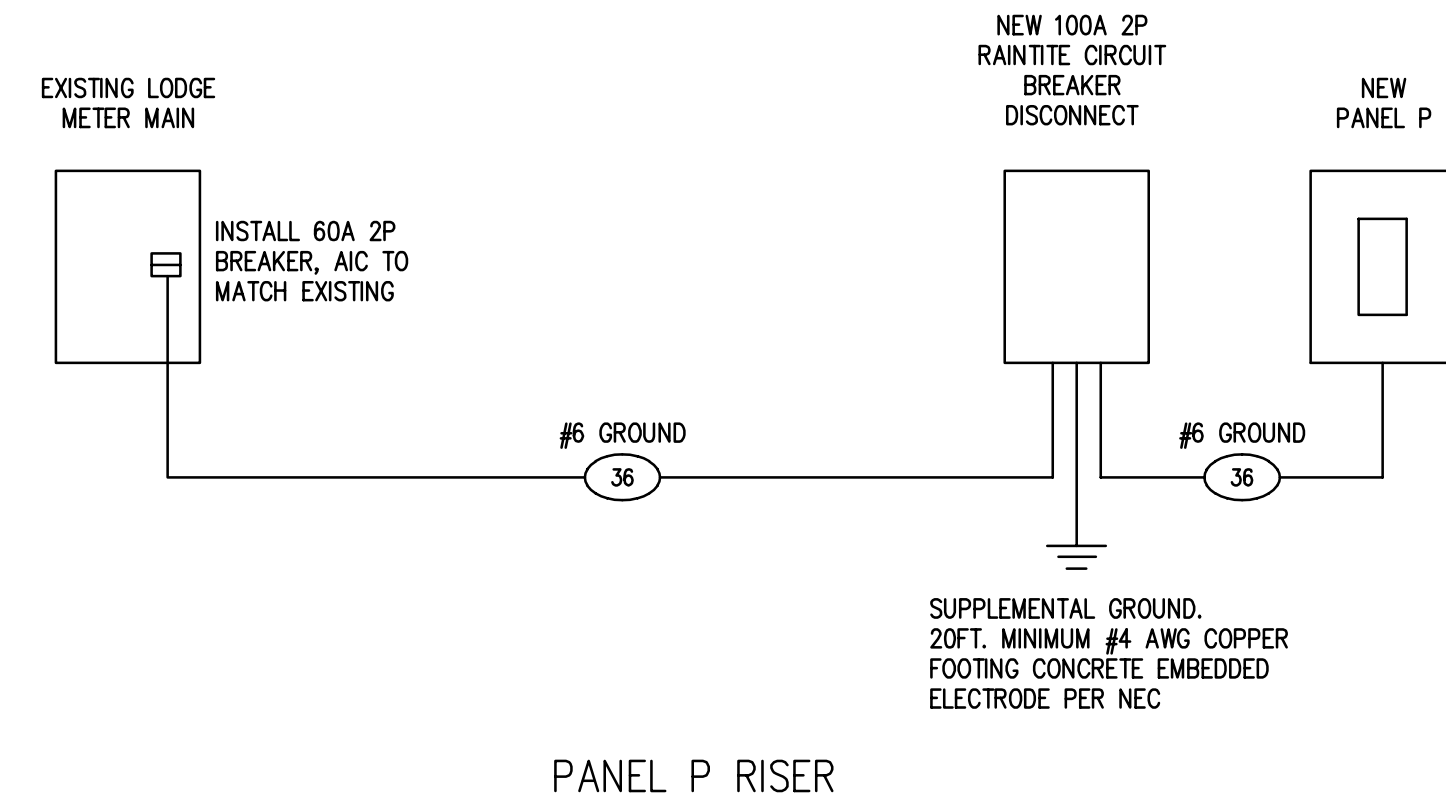 EXISTING LODGE
METER MAIN
INSTALL 60A 2P
BREAKER, AIC TO
MATCH EXISTING
NEW 100A 2P
RAINTITE CIRCUIT
BREAKER
DISCONNECT
NEW
PANEL P
#6 GROUND
36
#6 GROUND
36
SUPPLEMENTAL GROUND.
20FT. MINIMUM #4 AWG COPPER
FOOTING CONCRETE EMBEDDED
ELECTRODE PER NEC
PANEL P RISER